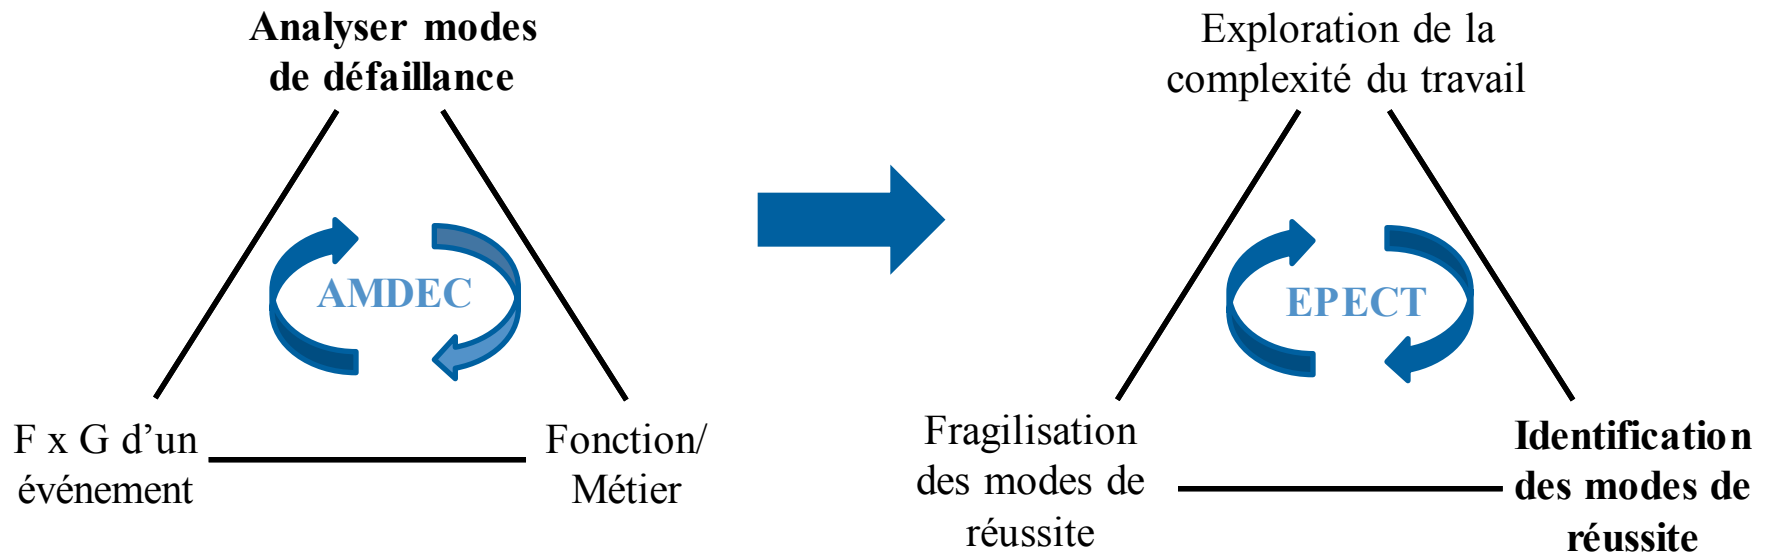 Analyser modes
de défaillance
AMDEC
F x G d’un
événement
Fonction/
Métier
Exploration de la
complexité du travail
EPECT
Fragilisation
des modes de
réussite
Identification
des modes de
réussite